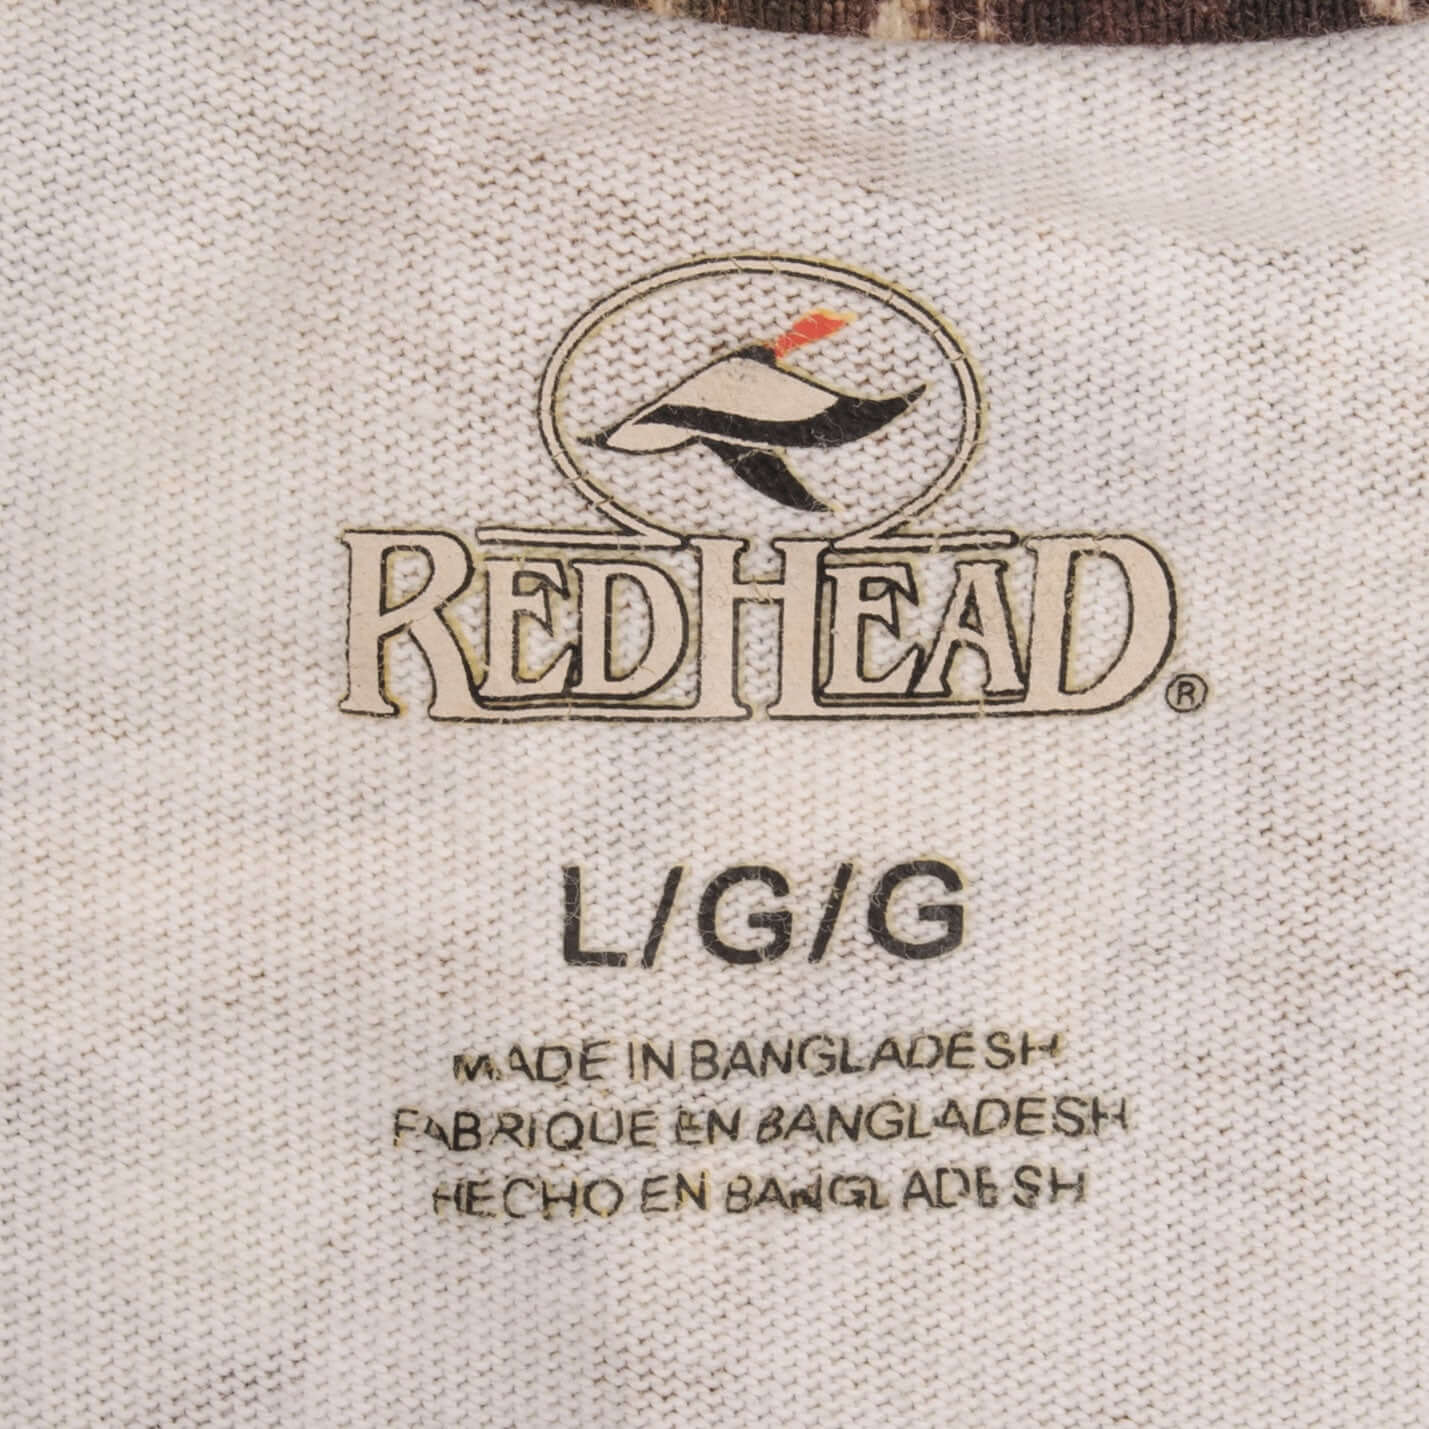 REDHEAD®
L/G/G
MADE IN BANGLADESH
FABRIQUE EN BANGLADESH
HECHO EN BANGLADESH